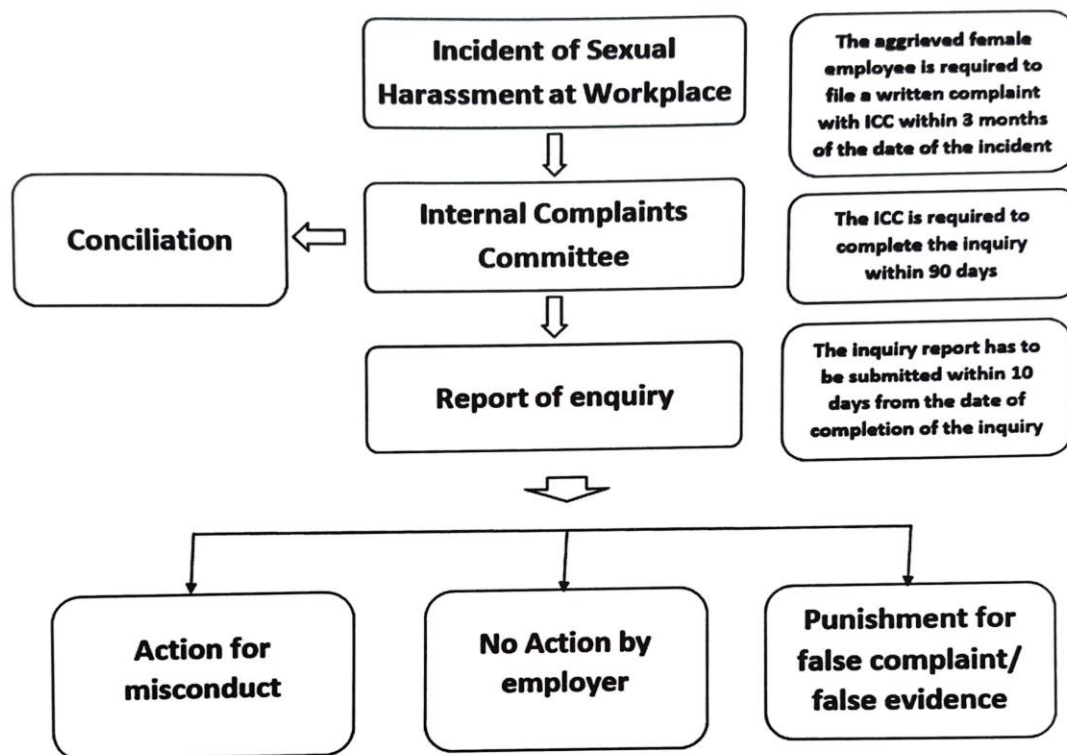 Incident of Sexual
Harassment at Workplace
The aggrieved female
employee is required to
file a written complaint
with ICC within 3 months
of the date of the incident
Conciliation
Internal Complaints
Committee
The ICC is required to
complete the inquiry
within 90 days
Report of enquiry
The inquiry report has to
be submitted within 10
days from the date of
completion of the inquiry
Action for
misconduct
No Action by
employer
Punishment for
false complaint/
false evidence